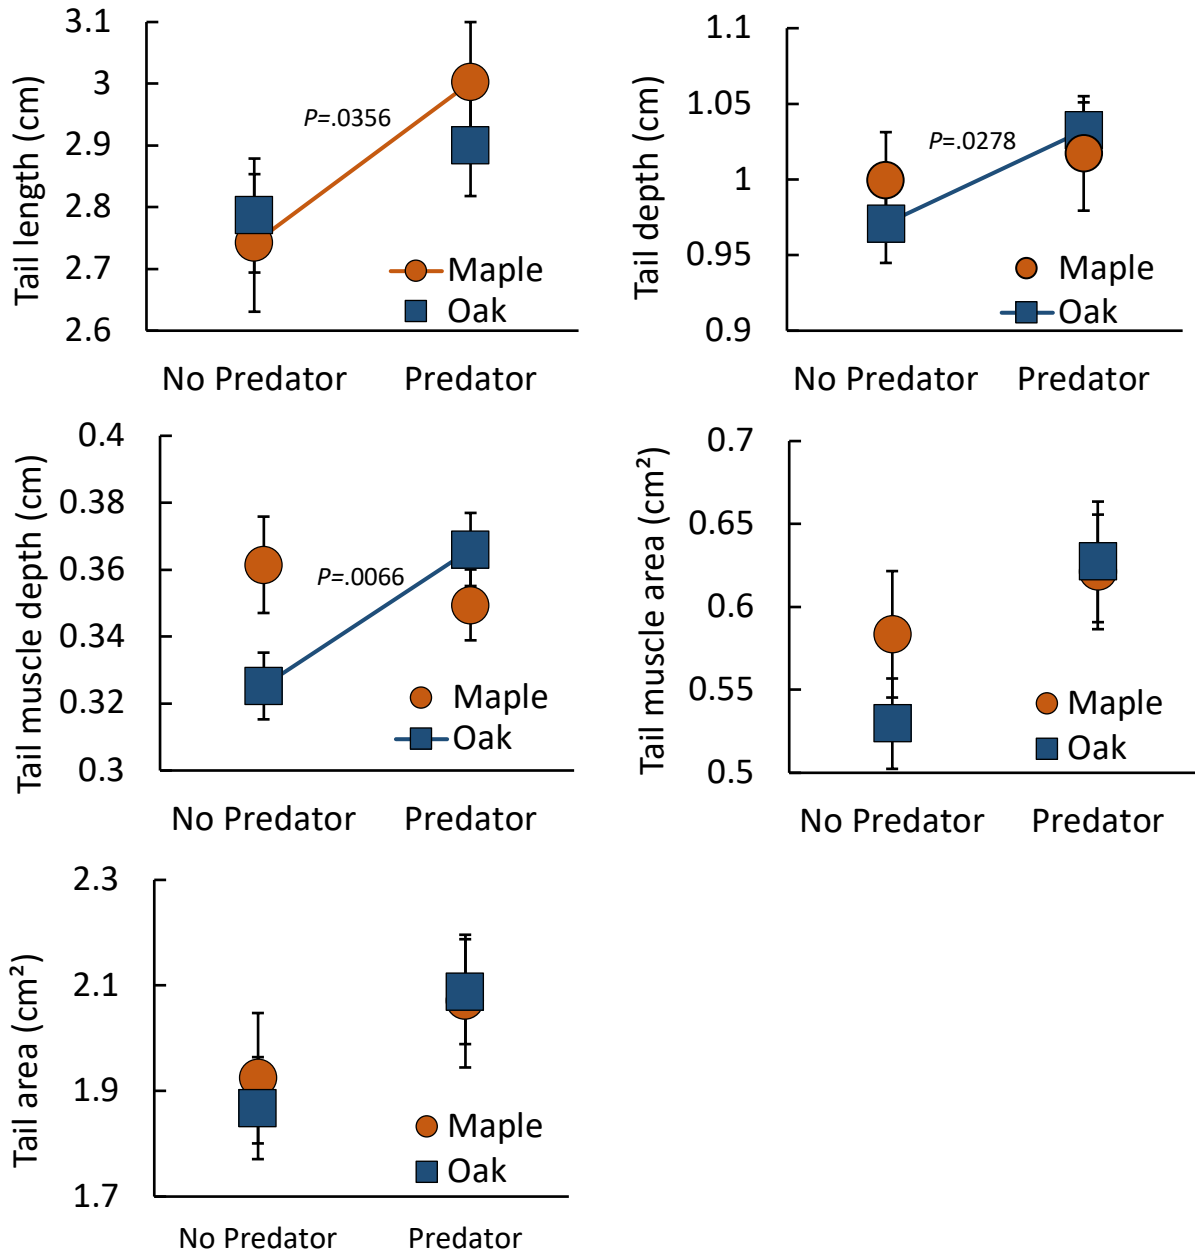 Tail length (cm)
3.1
3
2.9
2.8
2.7
2.6
P=.0356
Maple
Oak
No Predator Predator
Tail depth (cm)
1.1
1.05
1
0.95
0.9
P=.0278
Maple
Oak
No Predator Predator
Tail muscle depth (cm)
0.4
0.38
0.36
0.34
0.32
0.3
P=.0066
Maple
Oak
No Predator Predator
Tail muscle area (cm²)
0.7
0.65
0.6
0.55
0.5
Maple
Oak
No Predator Predator
Tail area (cm²)
2.3
2.1
1.9
1.7
Maple
Oak
No Predator Predator